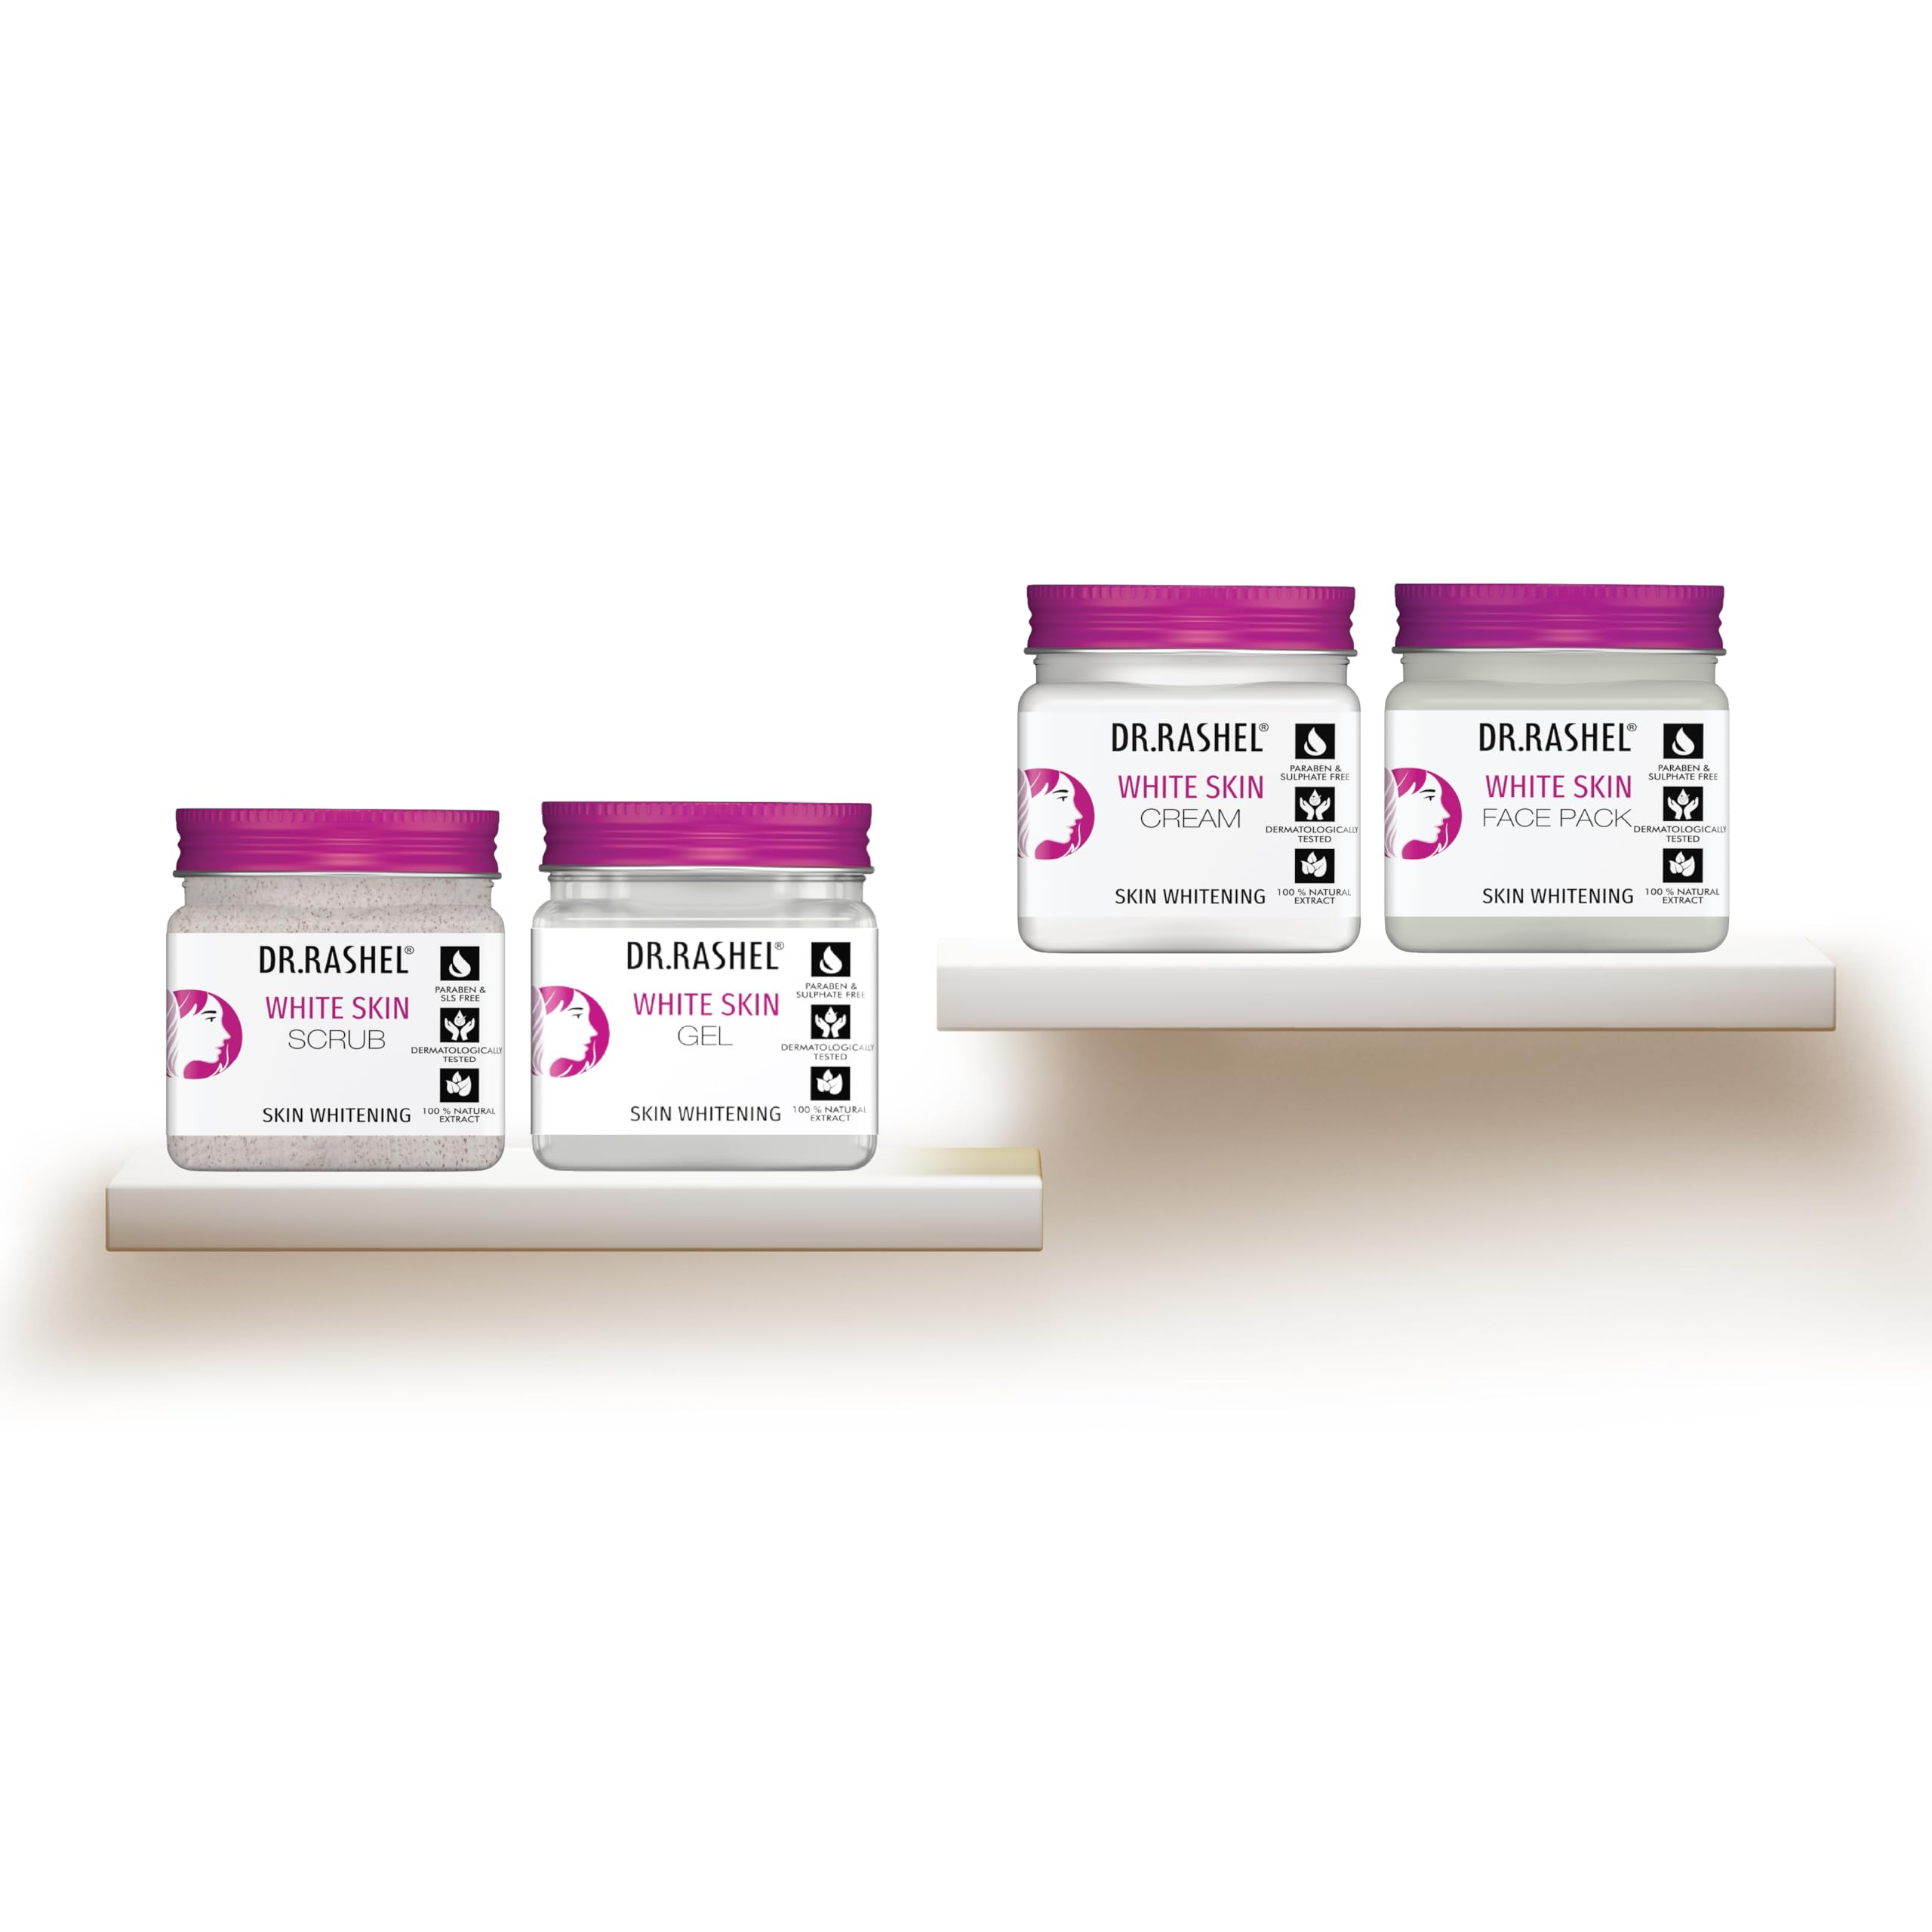 DR.RASHEL®
WHITE SKIN
SCRUB
SKIN WHITENING
PARABEN &
SLS FREE
DERMATOLOGICALLY
TESTED
100 % NATURAL
EXTRACT
DR.RASHEL®
WHITE SKIN
GEL
SKIN WHITENING
PARABEN &
SULPHATE FREE
DERMATOLOGICALLY
TESTED
100 % NATURAL
EXTRACT
DR.RASHEL®
WHITE SKIN
CREAM
SKIN WHITENING
PARABEN &
SULPHATE FREE
DERMATOLOGICALLY
TESTED
100 % NATURAL
EXTRACT
DR.RASHEL®
WHITE SKIN
FACE PACK
SKIN WHITENING
PARABEN &
SULPHATE FREE
DERMATOLOGICALLY
TESTED
100 % NATURAL
EXTRACT